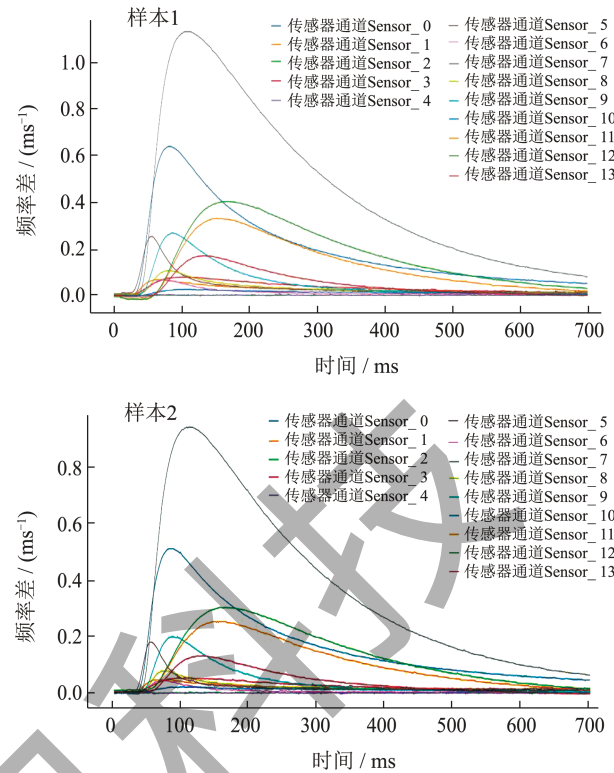 样本1
传感器通道Sensor_0
传感器通道Sensor_1
传感器通道Sensor_2
传感器通道Sensor_3
传感器通道Sensor_4
传感器通道Sensor_5
传感器通道Sensor_6
传感器通道Sensor_7
传感器通道Sensor_8
传感器通道Sensor_9
传感器通道Sensor_10
传感器通道Sensor_11
传感器通道Sensor_12
传感器通道Sensor_13
频率差 / (ms⁻¹)
1.0
0.8
0.6
0.4
0.2
0.0
0 100 200 300 400 500 600 700
时间 / ms
样本2
传感器通道Sensor_0
传感器通道Sensor_1
传感器通道Sensor_2
传感器通道Sensor_3
传感器通道Sensor_4
传感器通道Sensor_5
传感器通道Sensor_6
传感器通道Sensor_7
传感器通道Sensor_8
传感器通道Sensor_9
传感器通道Sensor_10
传感器通道Sensor_11
传感器通道Sensor_12
传感器通道Sensor_13
频率差 / (ms⁻¹)
0.8
0.6
0.4
0.2
0.0
0 100 200 300 400 500 600 700
时间 / ms
科技